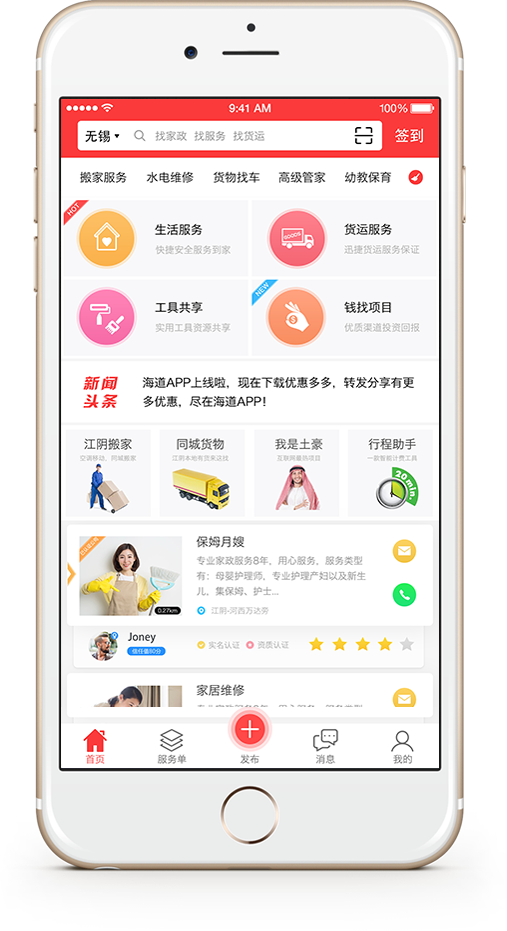 9:41 AM
100%
无锡
找家政 找服务 找货运
签到
搬家服务 水电维修 货物找车 高级管家 幼教保育
HOT
生活服务
快捷安全服务到家
GOODS
货运服务
迅捷货运服务保证
工具共享
实用工具资源共享
NEW
$
钱找项目
优质渠道投资回报
新闻
头条
海道APP上线啦，现在下载优惠多多，转发分享有更
多优惠，尽在海道APP！
江阴搬家 同城货物 我是土豪 行程助手
空调移动、同城搬家 江阴本地有货来这找 互联网最热项目 一款智能计费工具
20min.
保姆月嫂
专业家政服务8年，用心服务，服务类型
有：母婴护理师，专业护理产妇以及新生
儿、集保姆、护士...
0.27km
江阴-河西万达旁
Joney
信任值80分
实名认证 资质认证
家居维修
首页 服务单 发布 消息 我的